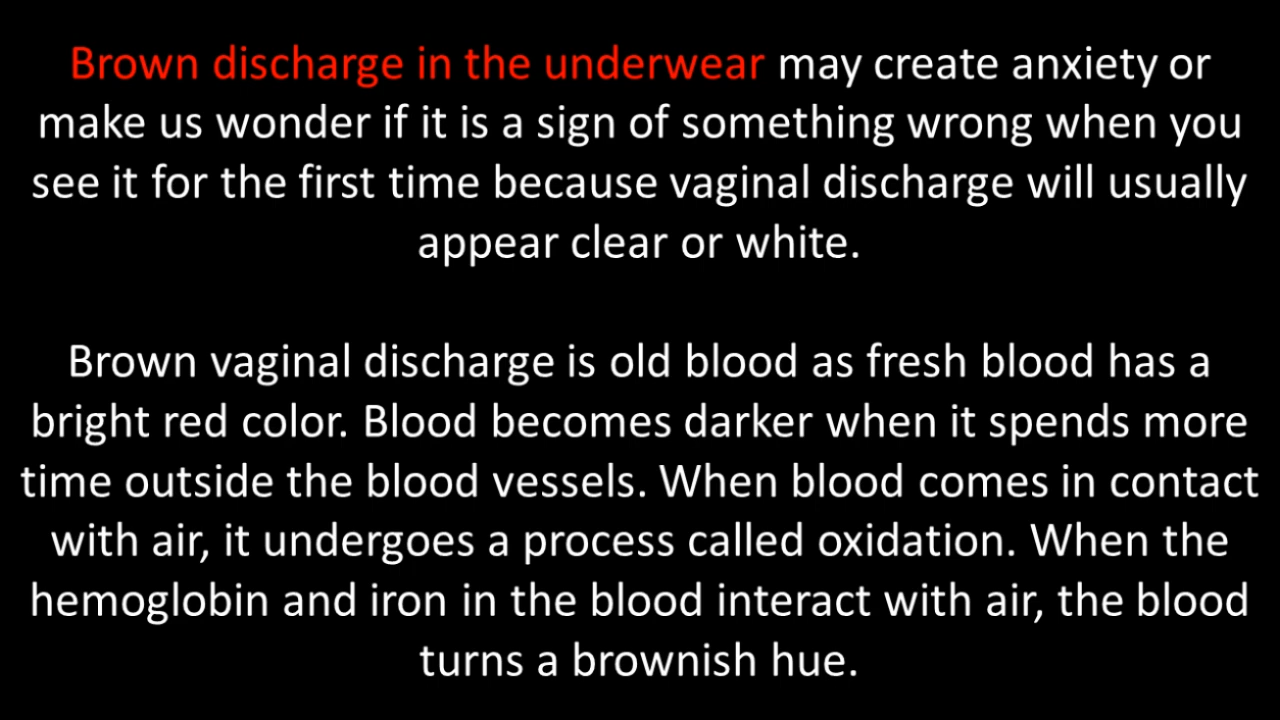 Brown discharge in the underwear may create anxiety or
make us wonder if it is a sign of something wrong when you
see it for the first time because vaginal discharge will usually
appear clear or white.
Brown vaginal discharge is old blood as fresh blood has a
bright red color. Blood becomes darker when it spends more
time outside the blood vessels. When blood comes in contact
with air, it undergoes a process called oxidation. When the
hemoglobin and iron in the blood interact with air, the blood
turns a brownish hue.